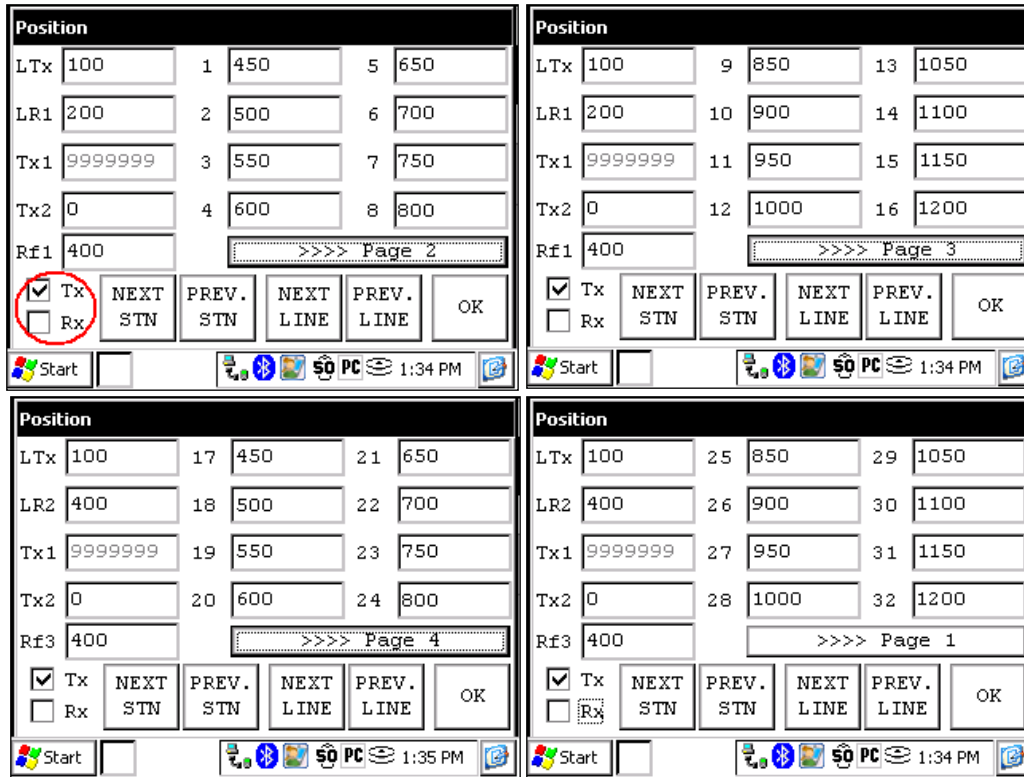 Position
LTx 100 1 450 5 650
LR1 200 2 500 6 700
Tx1 9999999 3 550 7 750
Tx2 0 4 600 8 800
Rf1 400 >>>> Page 2
Tx NEXT STN PREV. STN NEXT LINE PREV. LINE OK
Rx
Start SO PC 1:34 PM
Position
LTx 100 9 850 13 1050
LR1 200 10 900 14 1100
Tx1 9999999 11 950 15 1150
Tx2 0 12 1000 16 1200
Rf1 400 >>>> Page 3
Tx NEXT STN PREV. STN NEXT LINE PREV. LINE OK
Rx
Start SO PC 1:34 PM
Position
LTx 100 17 450 21 650
LR2 400 18 500 22 700
Tx1 9999999 19 550 23 750
Tx2 0 20 600 24 800
Rf3 400 >>>> Page 4
Tx NEXT STN PREV. STN NEXT LINE PREV. LINE OK
Rx
Start SO PC 1:35 PM
Position
LTx 100 25 850 29 1050
LR2 400 26 900 30 1100
Tx1 9999999 27 950 31 1150
Tx2 0 28 1000 32 1200
Rf3 400 >>>> Page 1
Tx NEXT STN PREV. STN NEXT LINE PREV. LINE OK
Rx
Start SO PC 1:34 PM